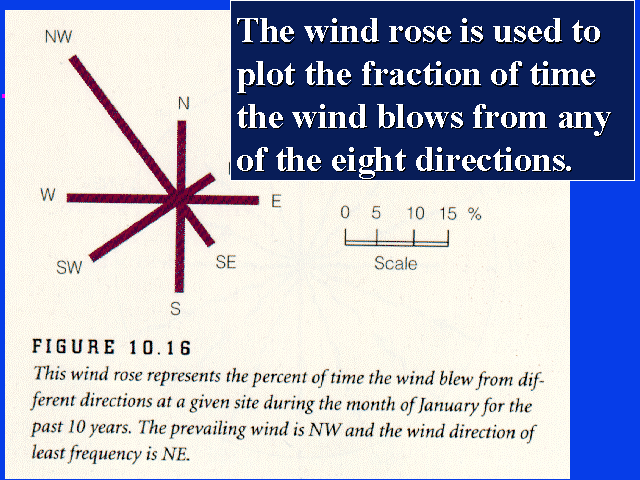 The wind rose is used to
plot the fraction of time
the wind blows from any
of the eight directions.
NW
N
W
E
SW
SE
S
0 5 10 15 %
Scale
FIGURE 10.16
This wind rose represents the percent of time the wind blew from dif-
ferent directions at a given site during the month of January for the
past 10 years. The prevailing wind is NW and the wind direction of
least frequency is NE.